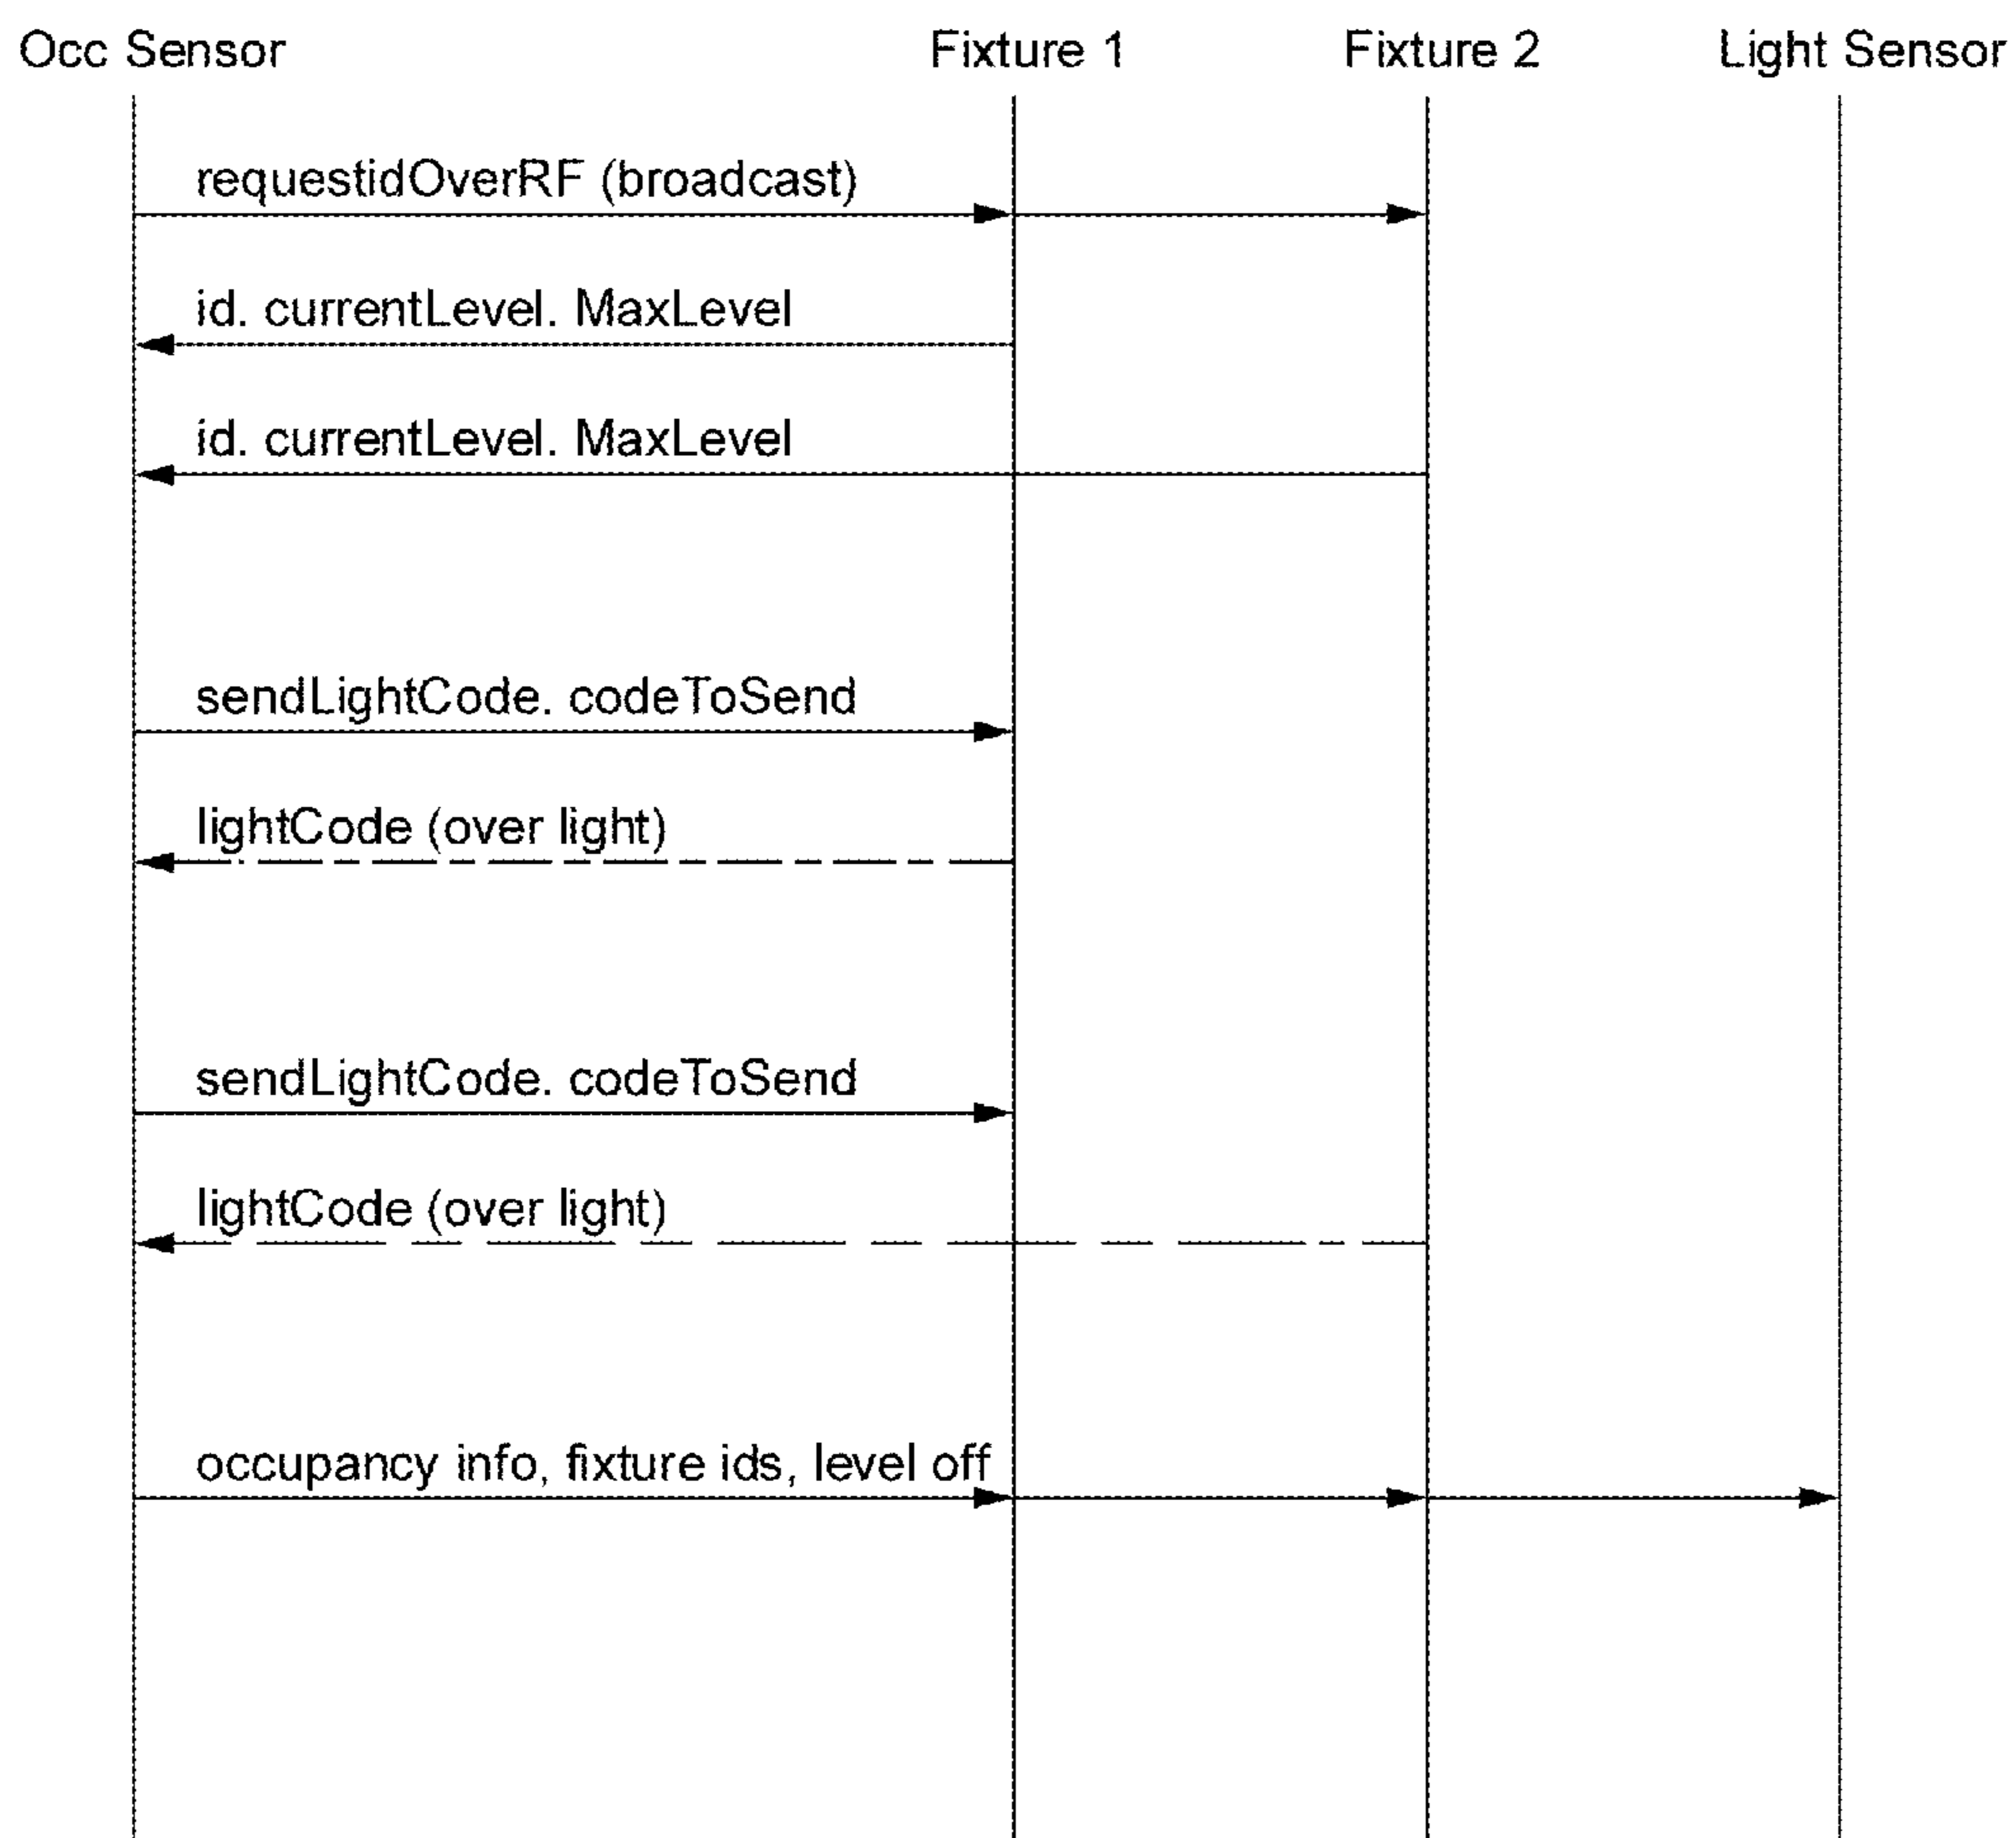 Occ Sensor Fixture 1 Fixture 2 Light Sensor
requestidOverRF (broadcast)
id. currentLevel. MaxLevel
id. currentLevel. MaxLevel
sendLightCode. codeToSend
lightCode (over light)
sendLightCode. codeToSend
lightCode (over light)
occupancy info, fixture ids, level off